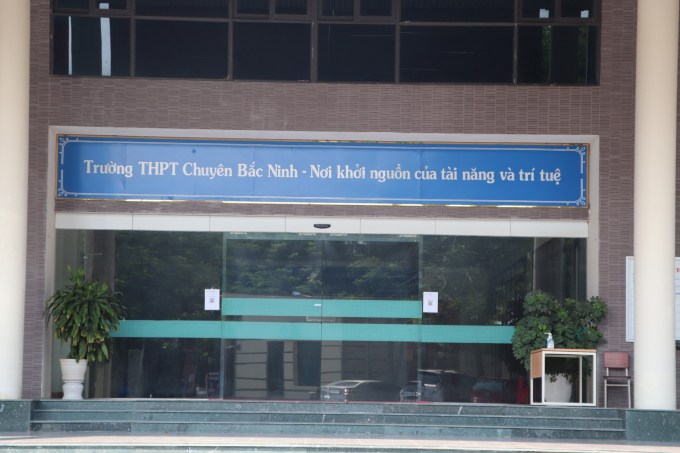 Trường THPT Chuyên Bắc Ninh - Nơi khởi nguồn của tài năng và trí tuệ